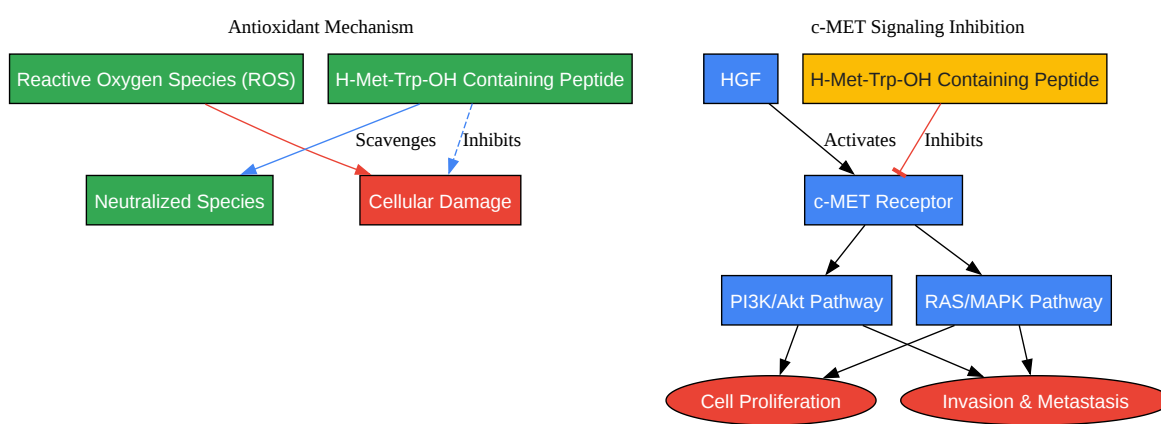 Antioxidant Mechanism
Reactive Oxygen Species (ROS)
H-Met-Trp-OH Containing Peptide
Scavenges
Inhibits
Neutralized Species
Cellular Damage
c-MET Signaling Inhibition
HGF
H-Met-Trp-OH Containing Peptide
Activates
Inhibits
c-MET Receptor
PI3K/Akt Pathway
RAS/MAPK Pathway
Cell Proliferation
Invasion & Metastasis